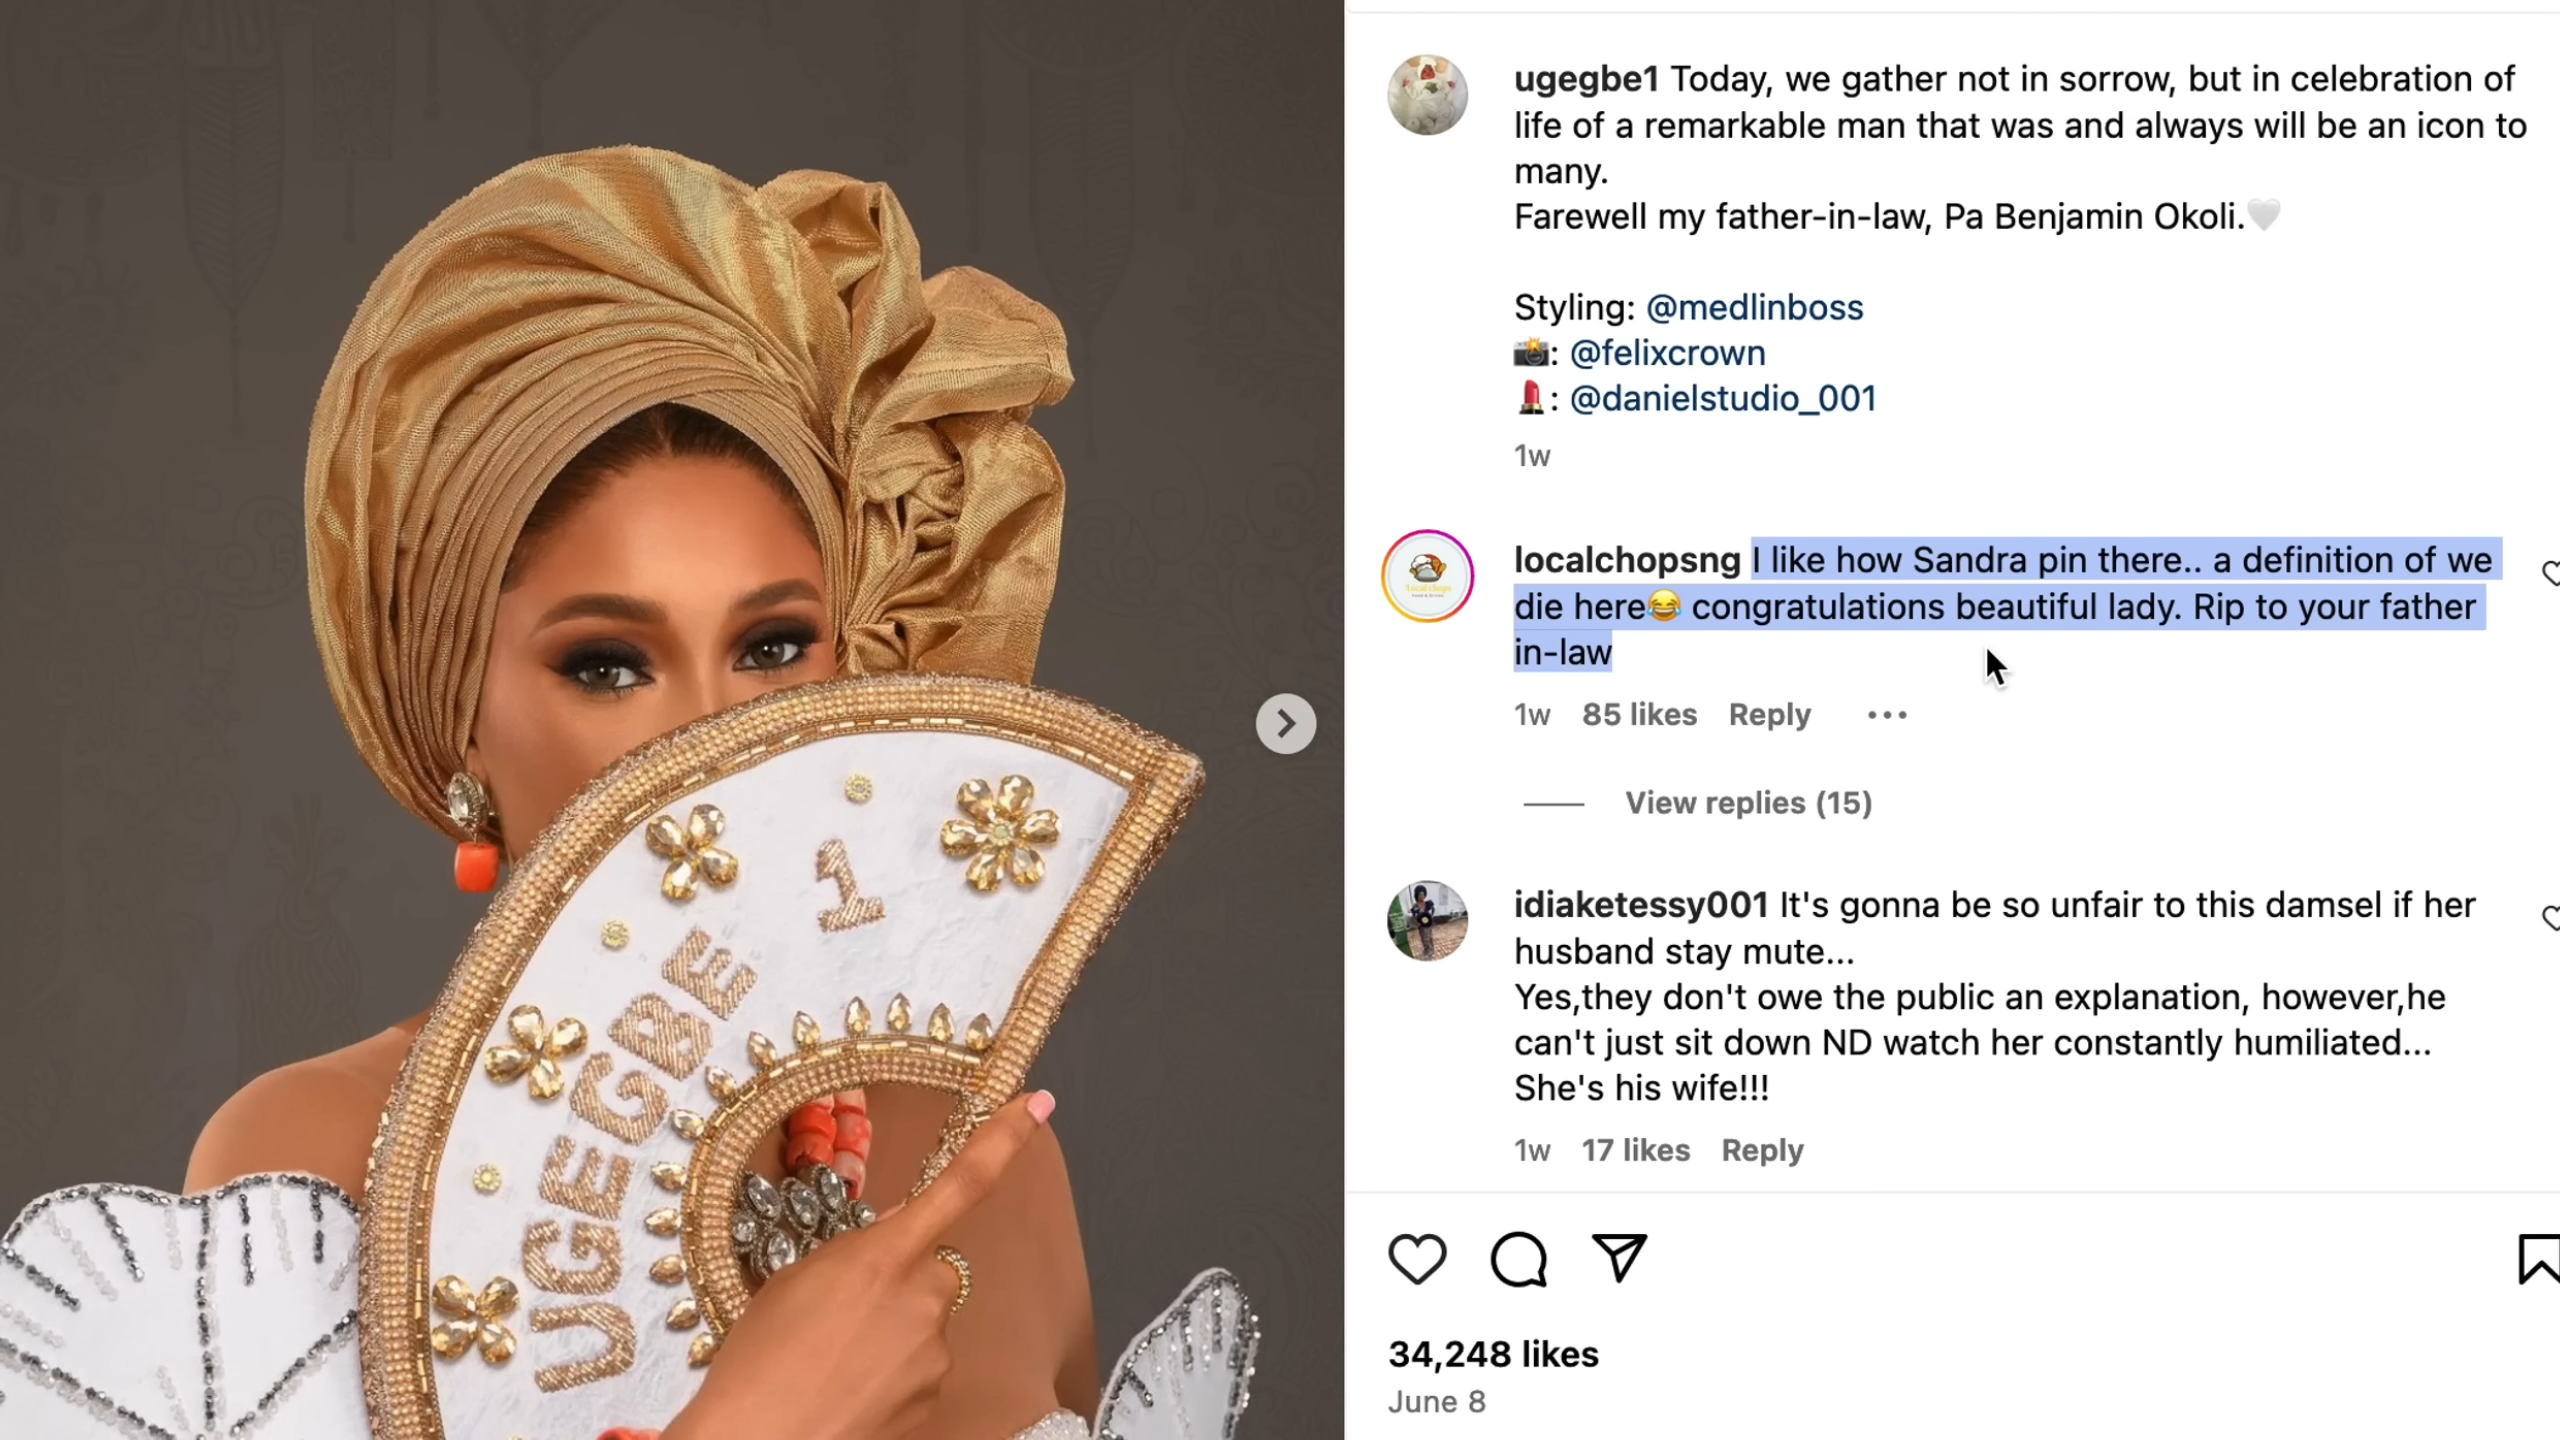 UGEGBE 1
ugegbe1 Today, we gather not in sorrow, but in celebration of
life of a remarkable man that was and always will be an icon to
many.
Farewell my father-in-law, Pa Benjamin Okoli.🤍
Styling: @medlinboss
📸: @felixcrown
💄: @danielstudio_001
1w
localchopsng I like how Sandra pin there.. a definition of we
die here😂 congratulations beautiful lady. Rip to your father
in-law
1w 85 likes Reply
View replies (15)
idiaketessy001 It's gonna be so unfair to this damsel if her
husband stay mute...
Yes,they don't owe the public an explanation, however,he
can't just sit down ND watch her constantly humiliated...
She's his wife!!!
1w 17 likes Reply
34,248 likes
June 8